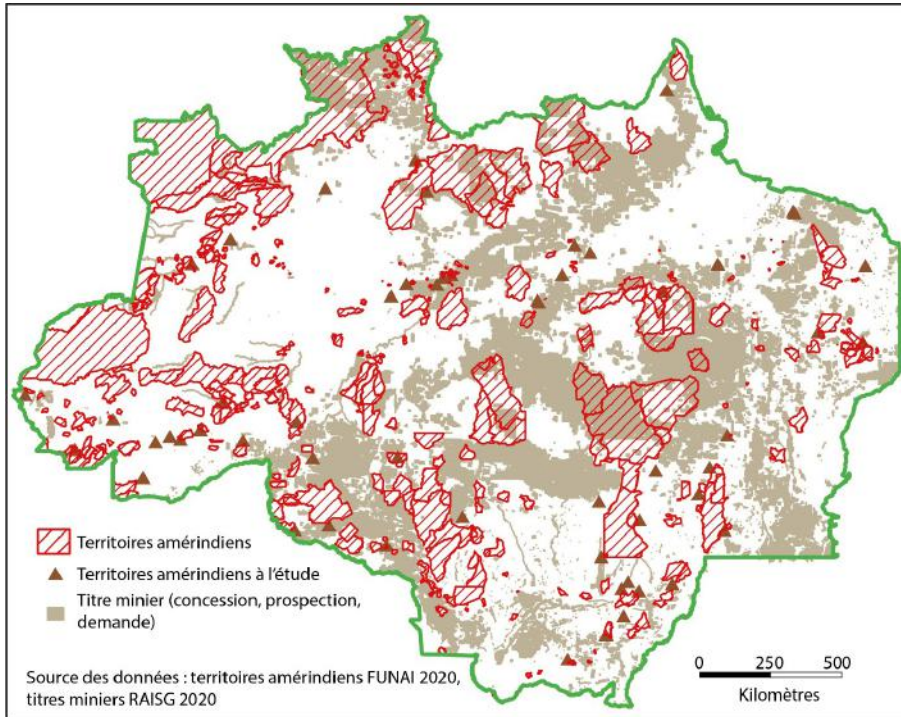 Territoires amérindiens
Territoires amérindiens à l'étude
Titre minier (concession, prospection,
demande)
Source des données : territoires amérindiens FUNAI 2020,
titres miniers RAISG 2020
0 250 500
Kilomètres